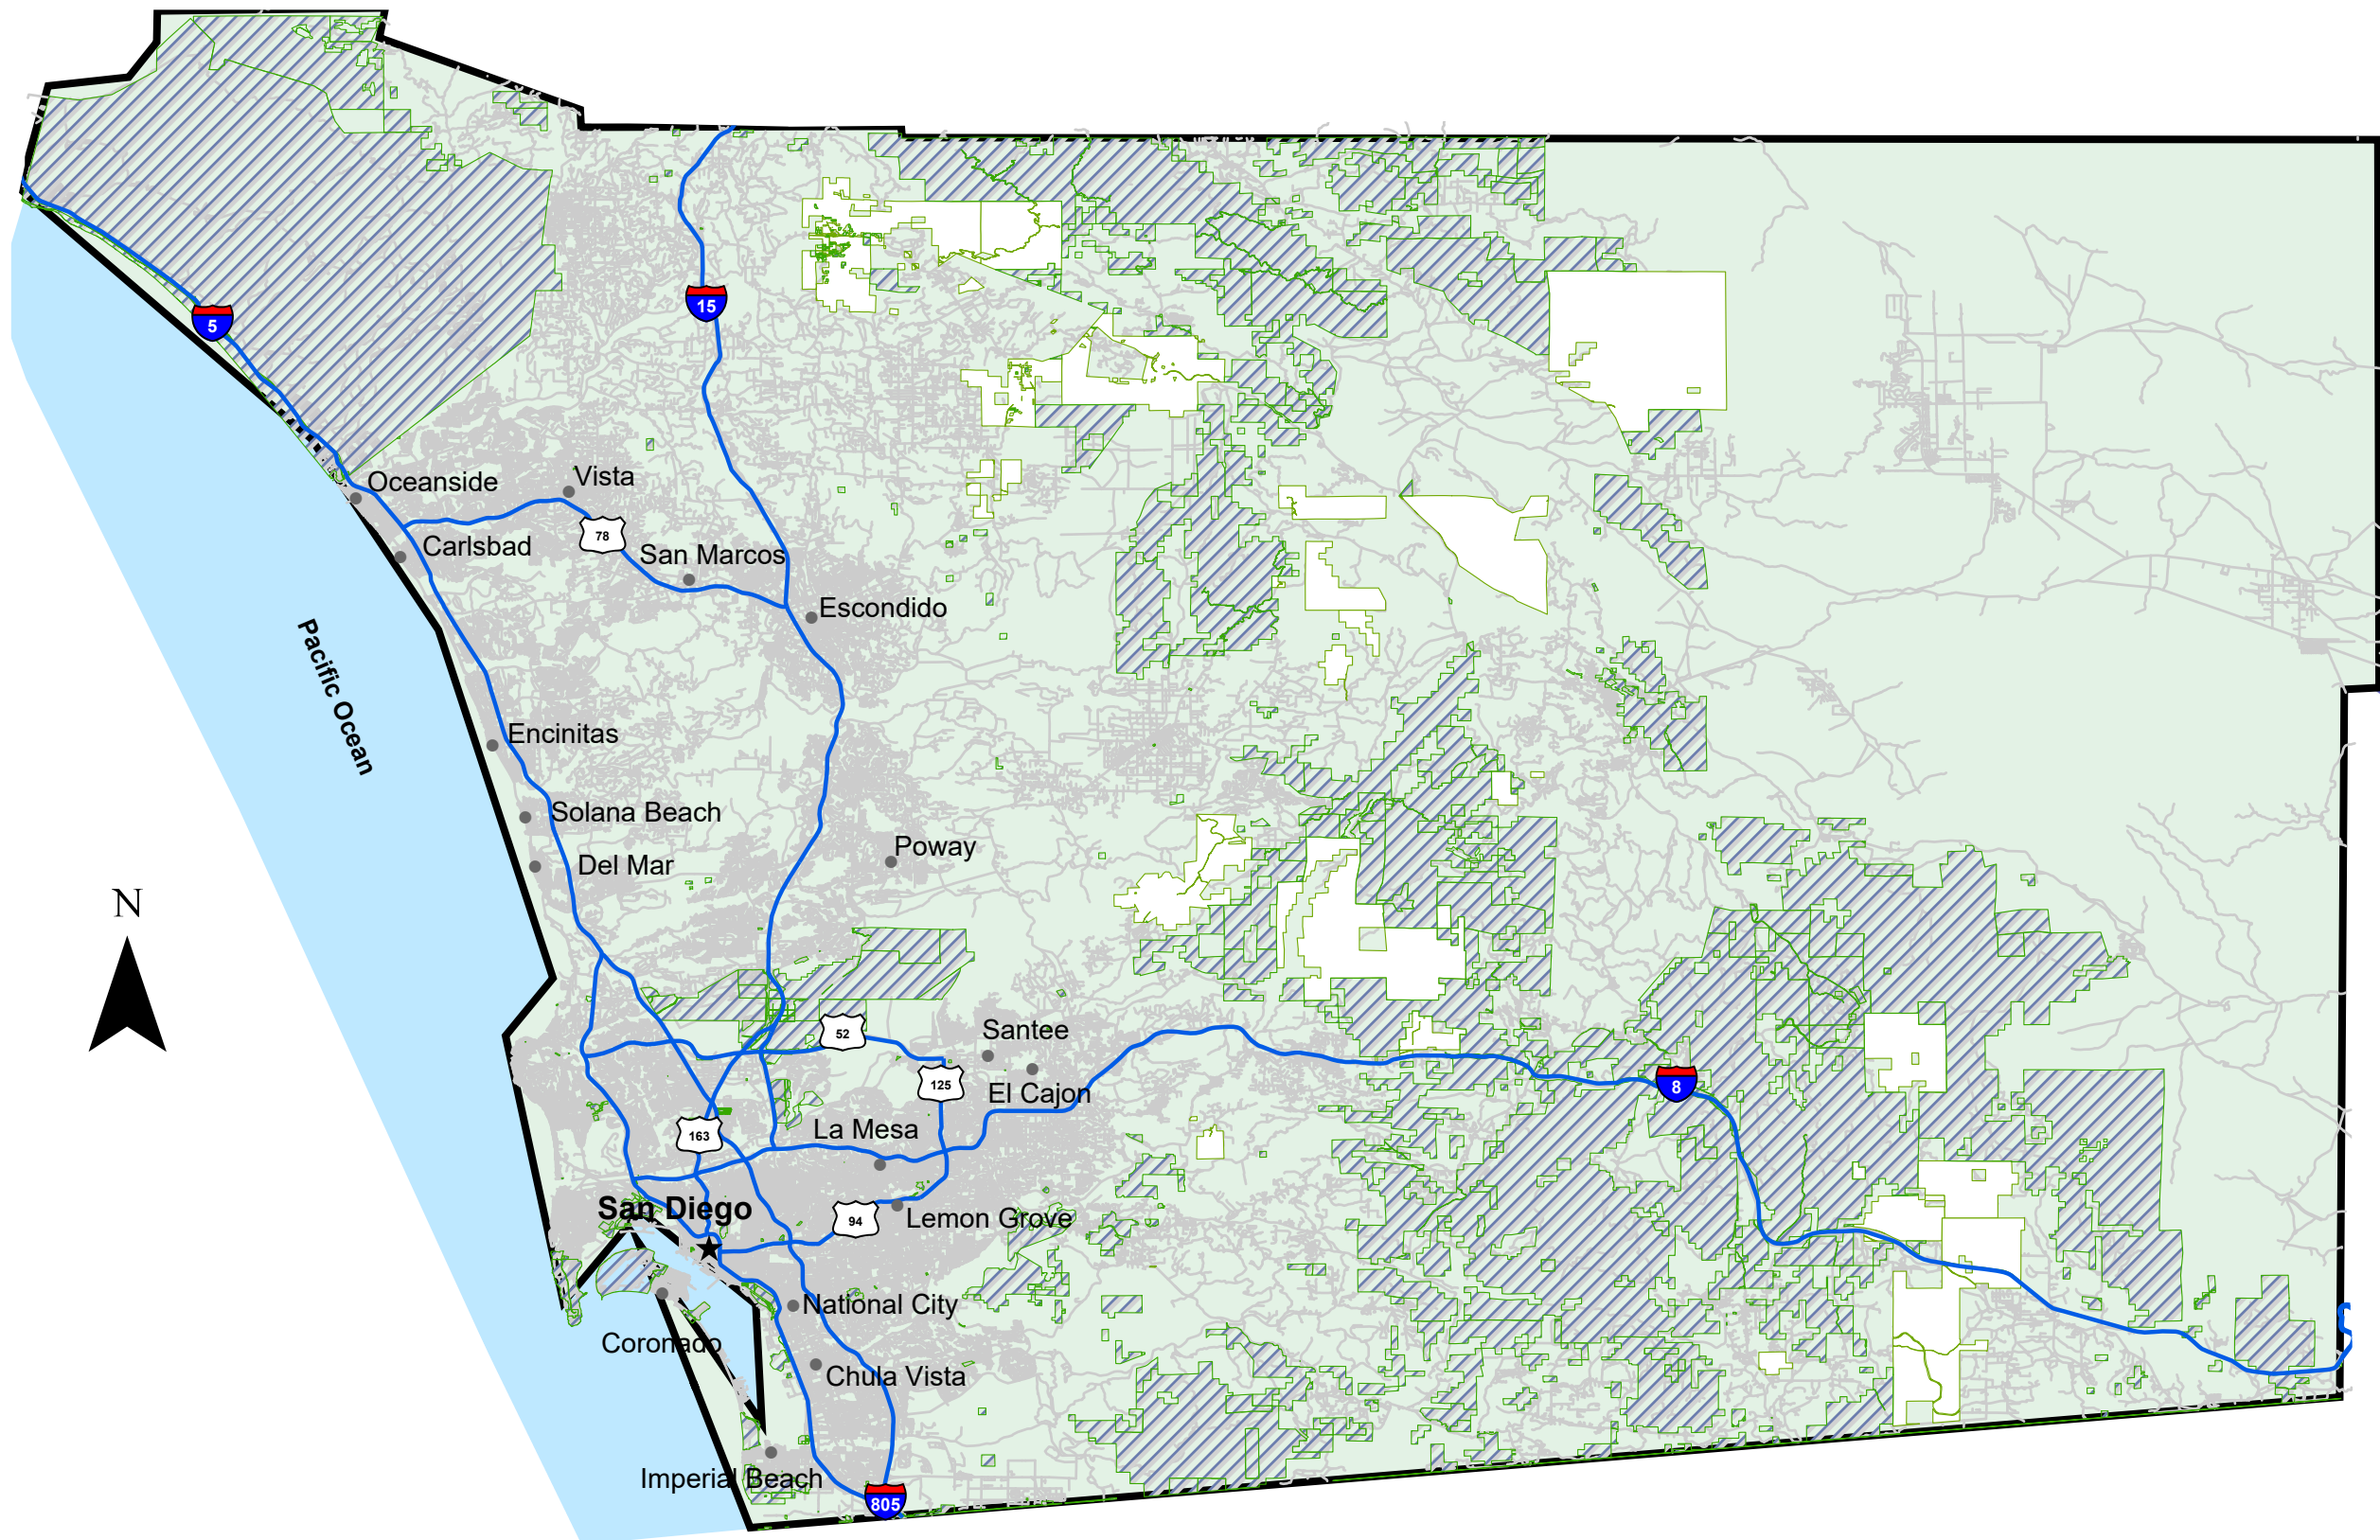 15
5
Oceanside
Vista
78
Carlsbad
San Marcos
Escondido
Pacific Ocean
Encinitas
Solana Beach
Poway
Del Mar
N
52
Santee
125
8
El Cajon
163
La Mesa
San Diego
94
Lemon Grove
National City
Coronado
Chula Vista
Imperial Beach
805